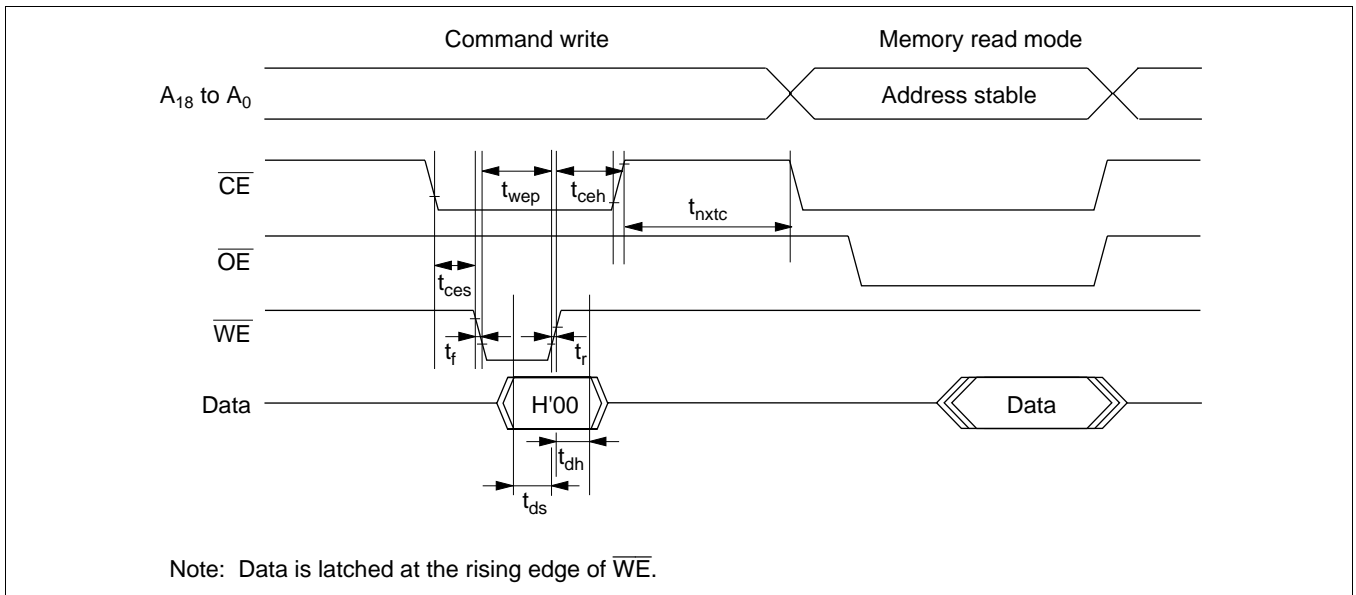 Command write Memory read mode
A18 to A0 Address stable
CE
twep tceh
tnxtc
OE
tces
WE
tf tr
Data H'00 Data
tdh
tds
Note: Data is latched at the rising edge of WE.